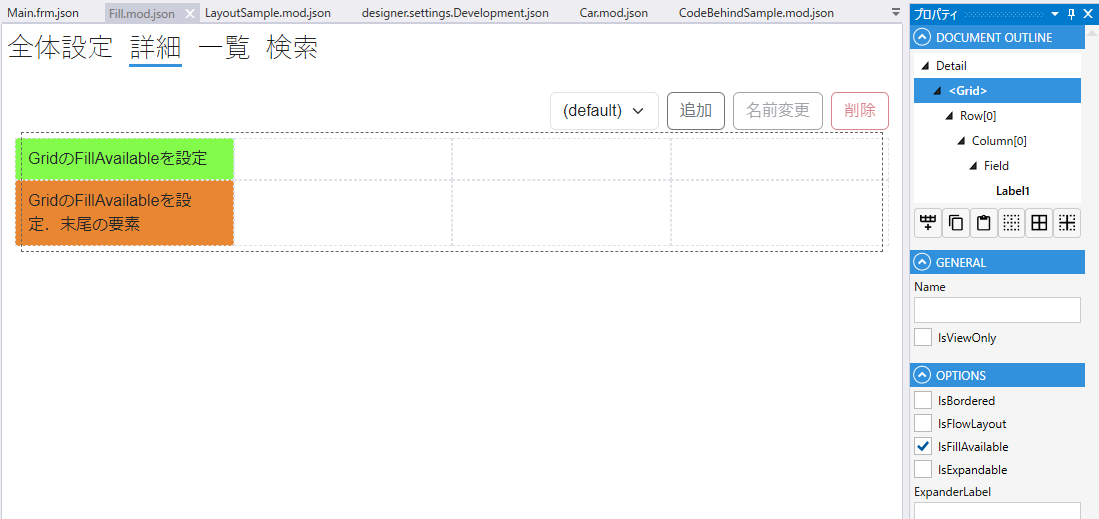 Main.frm.json Fill.mod.json LayoutSample.mod.json designer.settings.Development.json Car.mod.json CodeBehindSample.mod.json
全体設定 詳細 一覧 検索
(default) 追加 名前変更 削除
GridのFillAvailableを設定
GridのFillAvailableを設
定．末尾の要素
プロパティ
DOCUMENT OUTLINE
Detail
<Grid>
Row[0]
Column[0]
Field
Label1
GENERAL
Name
IsViewOnly
OPTIONS
IsBordered
IsFlowLayout
IsFillAvailable
IsExpandable
ExpanderLabel